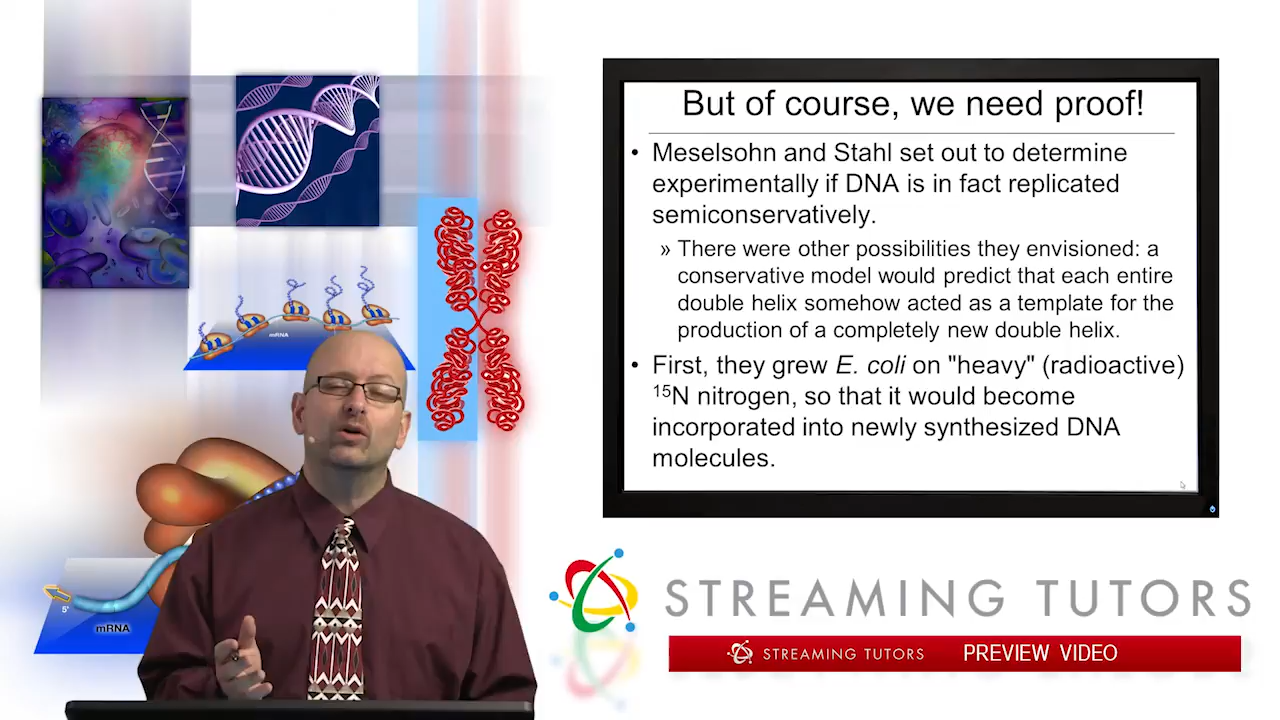 But of course, we need proof!
• Meselsohn and Stahl set out to determine
experimentally if DNA is in fact replicated
semiconservatively.
» There were other possibilities they envisioned: a
conservative model would predict that each entire
double helix somehow acted as a template for the
production of a completely new double helix.
• First, they grew E. coli on "heavy" (radioactive)
¹⁵N nitrogen, so that it would become
incorporated into newly synthesized DNA
molecules.
mRNA
5'
mRNA
STREAMING TUTORS
STREAMING TUTORS PREVIEW VIDEO